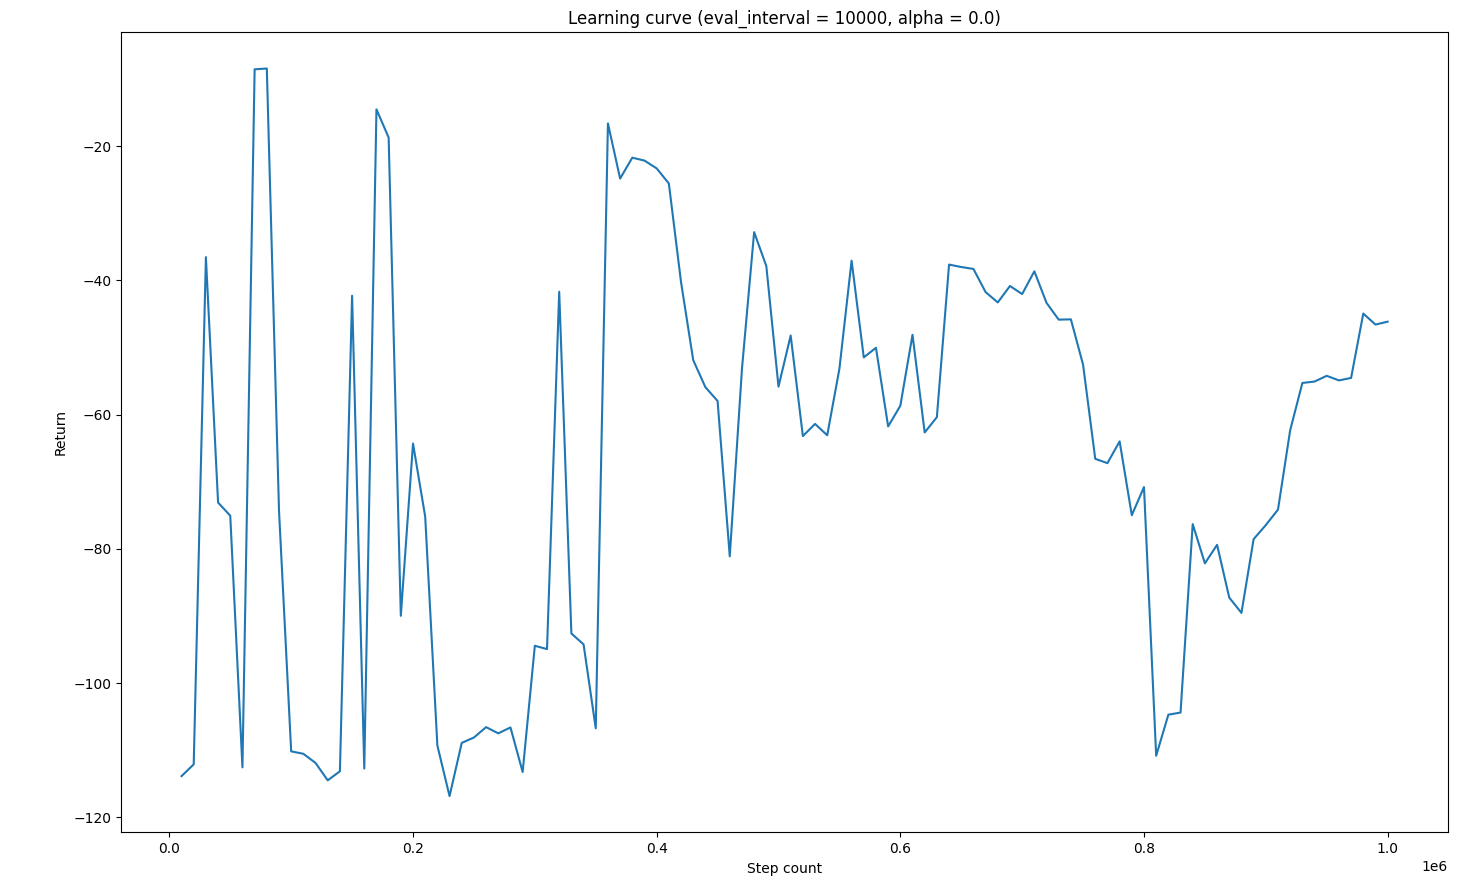 Learning curve (eval_interval = 10000, alpha = 0.0)
Return
−20
−40
−60
−80
−100
−120
0.0 0.2 0.4 0.6 0.8 1.0
1e6
Step count